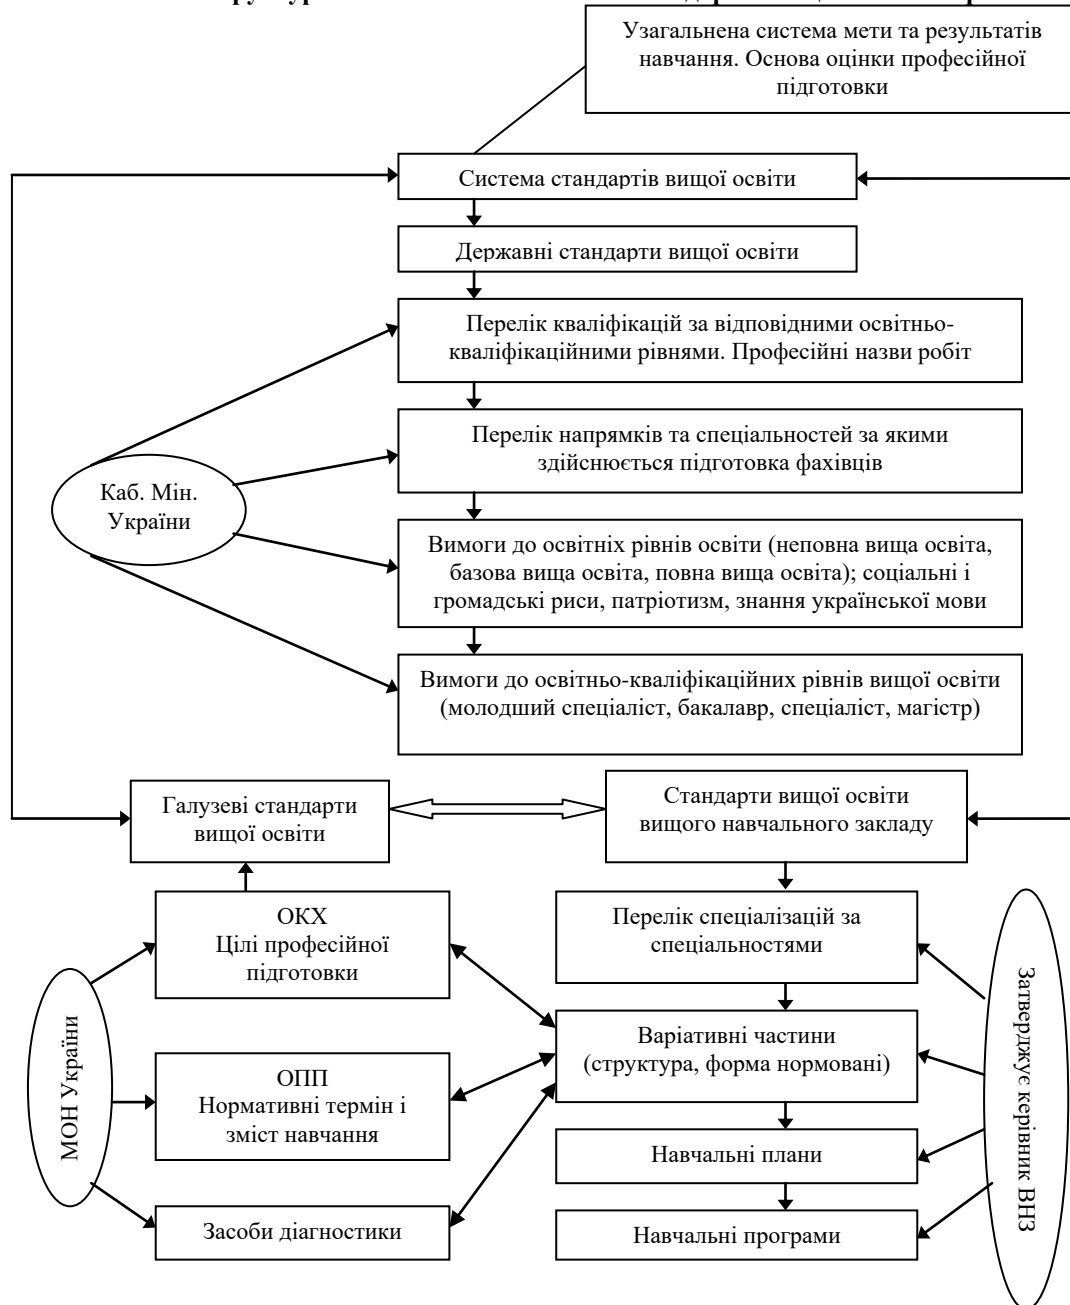 Узагальнена система мети та результатів
навчання. Основа оцінки професійної
підготовки
Система стандартів вищої освіти
Державні стандарти вищої освіти
Перелік кваліфікацій за відповідними освітньо-
кваліфікаційними рівнями. Професійні назви робіт
Перелік напрямків та спеціальностей за якими
здійснюється підготовка фахівців
Каб. Мін.
України
Вимоги до освітніх рівнів освіти (неповна вища освіта,
базова вища освіта, повна вища освіта); соціальні і
громадські риси, патріотизм, знання української мови
Вимоги до освітньо-кваліфікаційних рівнів вищої освіти
(молодший спеціаліст, бакалавр, спеціаліст, магістр)
Галузеві стандарти
вищої освіти
Стандарти вищої освіти
вищого навчального закладу
ОКХ
Цілі професійної
підготовки
Перелік спеціалізацій за
спеціальностями
МОН України
Затверджує керівник ВНЗ
Варіативні частини
(структура, форма нормовані)
ОПП
Нормативні термін і
зміст навчання
Навчальні плани
Засоби діагностики
Навчальні програми